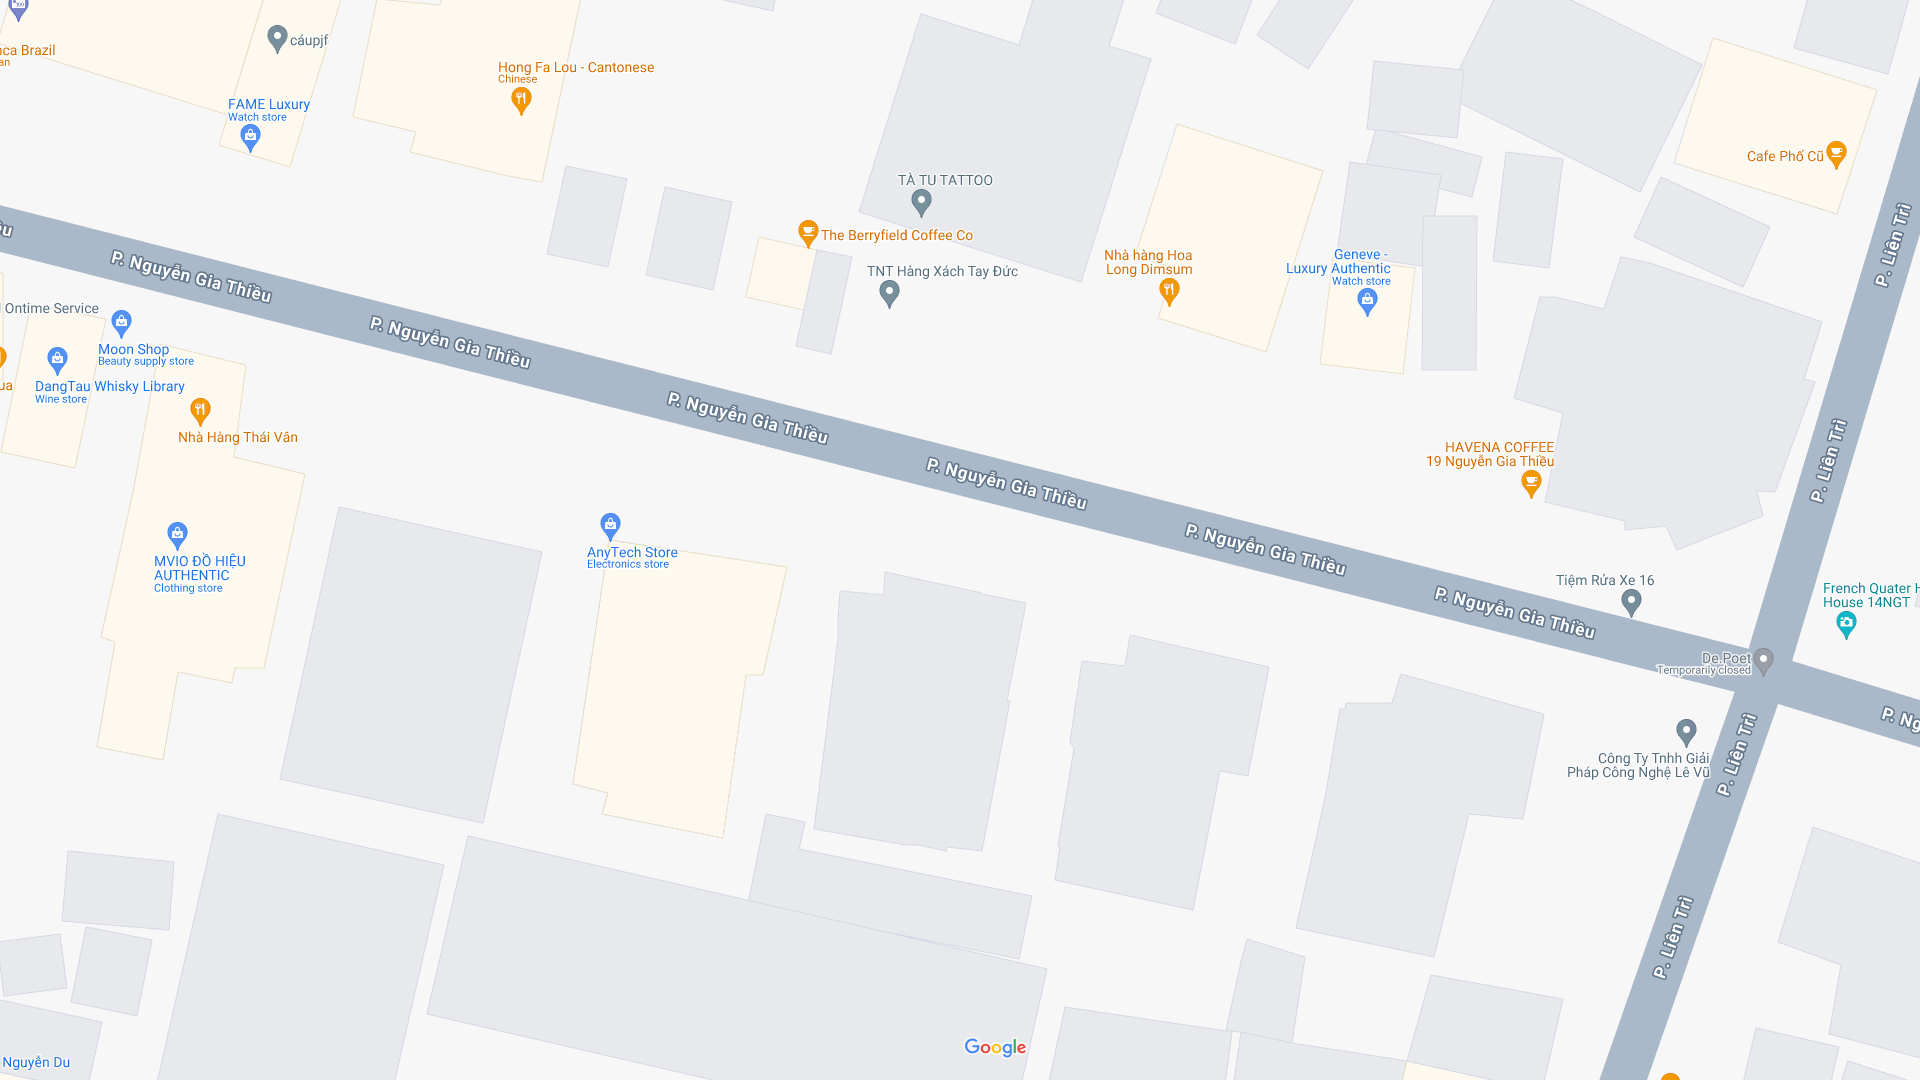 ca Brazil
cáupjf
Hong Fa Lou - Cantonese
Chinese
FAME Luxury
Watch store
Cafe Phố Cũ
TÀ TU TATTOO
The Berryfield Coffee Co
TNT Hàng Xách Tay Đức
Nhà hàng Hoa
Long Dimsum
Geneve -
Luxury Authentic
Watch store
P. Liên Trì
P. Nguyễn Gia Thiều
Ontime Service
Moon Shop
Beauty supply store
DangTau Whisky Library
Wine store
P. Nguyễn Gia Thiều
Nhà Hàng Thái Vân
P. Nguyễn Gia Thiều
P. Liên Trì
HAVENA COFFEE
19 Nguyễn Gia Thiều
P. Nguyễn Gia Thiều
MVIO ĐỒ HIỆU
AUTHENTIC
Clothing store
AnyTech Store
Electronics store
P. Nguyễn Gia Thiều
Tiệm Rửa Xe 16
P. Nguyễn Gia Thiều
French Quater H
House 14NGT
De.Poet
Temporarily closed
P. Ng
P. Liên Trì
Công Ty Tnhh Giải
Pháp Công Nghệ Lê Vũ
P. Liên Trì
Nguyễn Du
Google